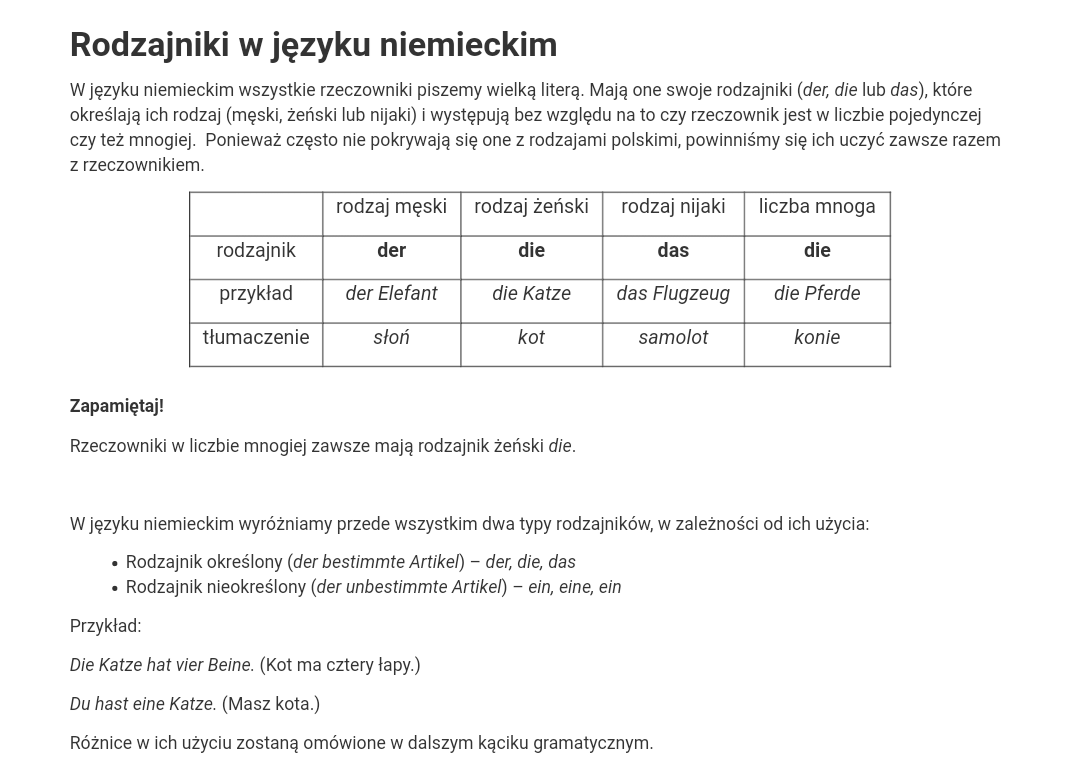 Rodzajniki w języku niemieckim
W języku niemieckim wszystkie rzeczowniki piszemy wielką literą. Mają one swoje rodzajniki (der, die lub das), które
określają ich rodzaj (męski, żeński lub nijaki) i występują bez względu na to czy rzeczownik jest w liczbie pojedynczej
czy też mnogiej.  Ponieważ często nie pokrywają się one z rodzajami polskimi, powinniśmy się ich uczyć zawsze razem
z rzeczownikiem.
rodzaj męski rodzaj żeński rodzaj nijaki liczba mnoga
rodzajnik der die das die
przykład der Elefant die Katze das Flugzeug die Pferde
tłumaczenie słoń kot samolot konie
Zapamiętaj!
Rzeczowniki w liczbie mnogiej zawsze mają rodzajnik żeński die.
W języku niemieckim wyróżniamy przede wszystkim dwa typy rodzajników, w zależności od ich użycia:
• Rodzajnik określony (der bestimmte Artikel) – der, die, das
• Rodzajnik nieokreślony (der unbestimmte Artikel) – ein, eine, ein
Przykład:
Die Katze hat vier Beine. (Kot ma cztery łapy.)
Du hast eine Katze. (Masz kota.)
Różnice w ich użyciu zostaną omówione w dalszym kąciku gramatycznym.